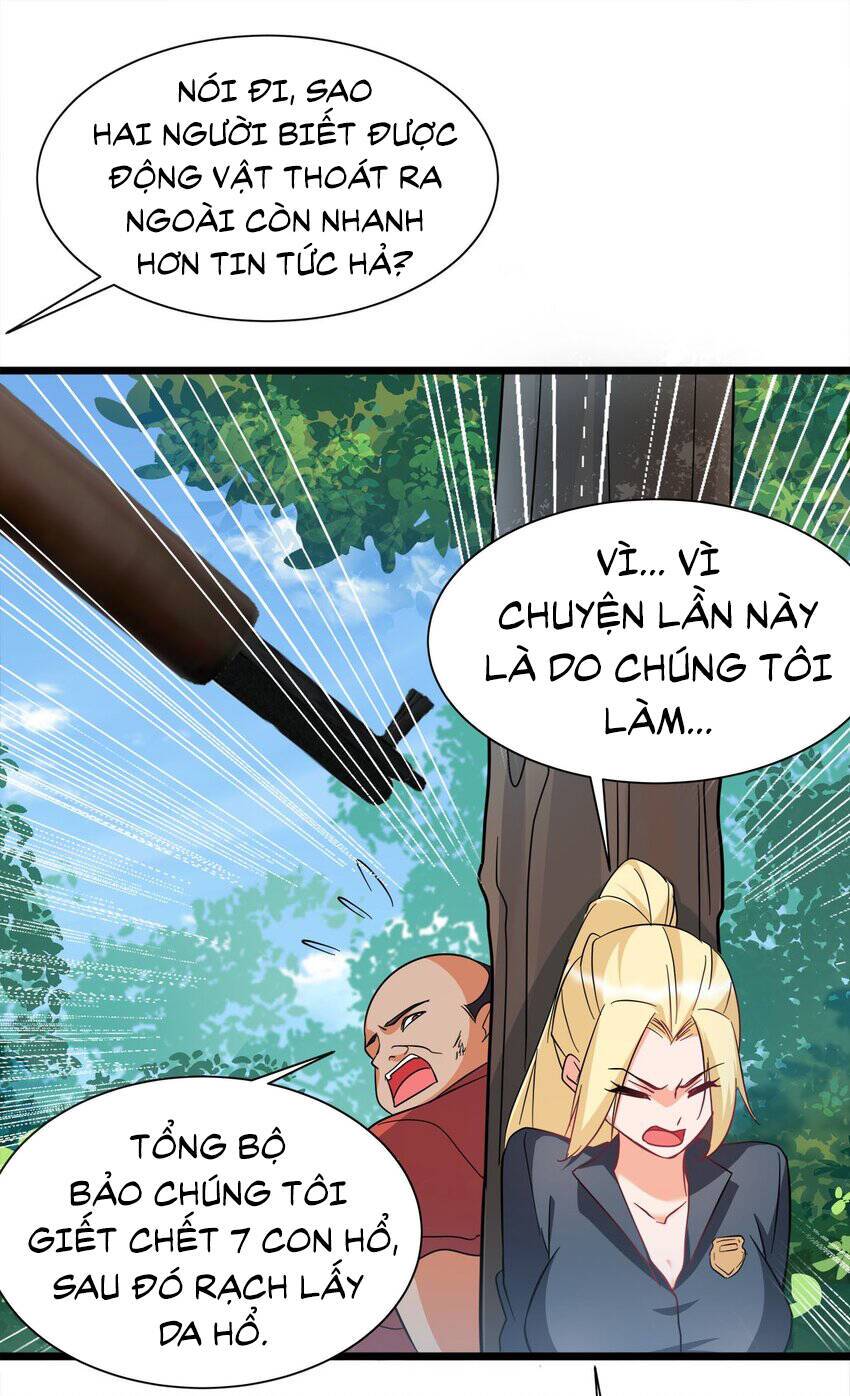 NÓI ĐI, SAO
HAI NGƯỜI BIẾT ĐƯỢC
ĐỘNG VẬT THOÁT RA
NGOÀI CÒN NHANH
HƠN TIN TỨC HẢ?
VÌ... VÌ
CHUYỆN LẦN NÀY
LÀ DO CHÚNG TÔI
LÀM...
TỔNG BỘ
BẢO CHÚNG TÔI
GIẾT CHẾT 7 CON HỔ,
SAU ĐÓ RẠCH LẤY
DA HỔ.